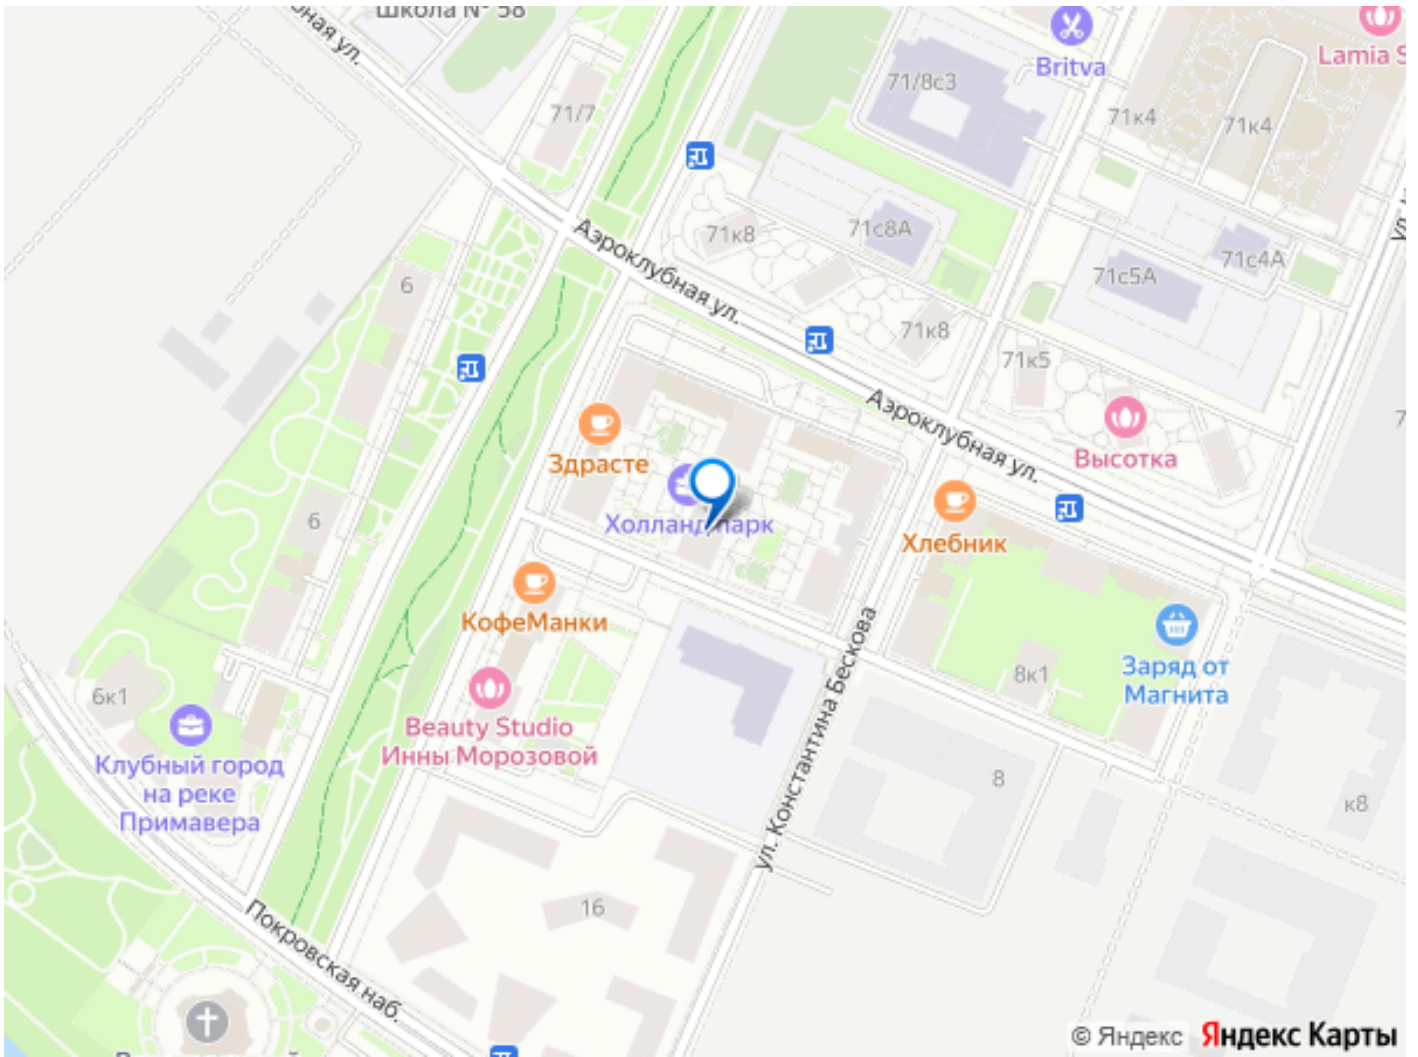 Школа № 58
ная ул.
71/7
71/8с3
Britva
Lamia S
71к4
71к4
Аэроклубная ул.
71к8
71с8А
71с4А
71с5А
6
71к8
71к5
Аэроклубная ул.
Высотка
Здрасте
Холланд парк
Хлебник
6
КофеМанки
ул. Константина Бескова
8к1
Заряд от
Магнита
6к1
Beauty Studio
Инны Морозовой
Клубный город
на реке
Примавера
8
к8
16
Покровская наб.
© Яндекс Яндекс Карты